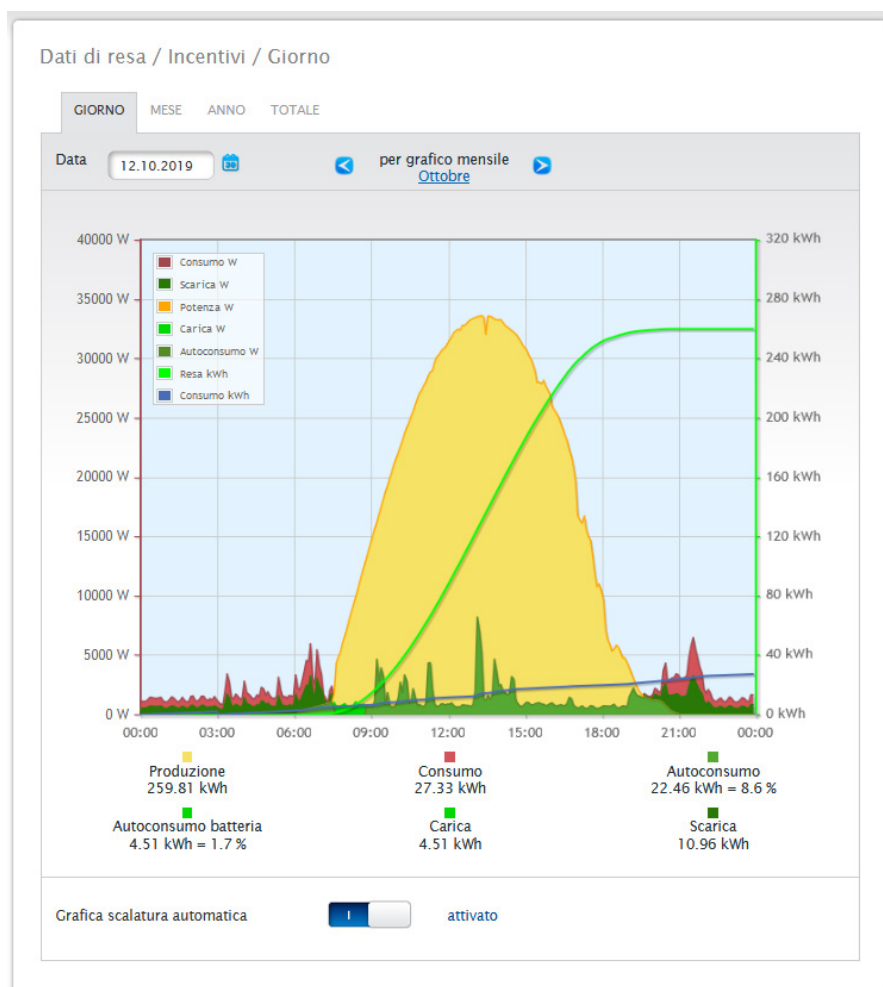 Dati di resa / Incentivi / Giorno
GIORNO MESE ANNO TOTALE
Data 12.10.2019 per grafico mensile
Ottobre
40000 W 320 kWh
Consumo W
Scarica W
35000 W 280 kWh
Potenza W
Carica W
30000 W 240 kWh
Autoconsumo W
Resa kWh
Consumo kWh
25000 W 200 kWh
20000 W 160 kWh
15000 W 120 kWh
10000 W 80 kWh
5000 W 40 kWh
0 W 0 kWh
00:00 03:00 06:00 09:00 12:00 15:00 18:00 21:00 00:00
Produzione Consumo Autoconsumo
259.81 kWh 27.33 kWh 22.46 kWh = 8.6 %
Autoconsumo batteria Carica Scarica
4.51 kWh = 1.7 % 4.51 kWh 10.96 kWh
Grafica scalatura automatica I attivato